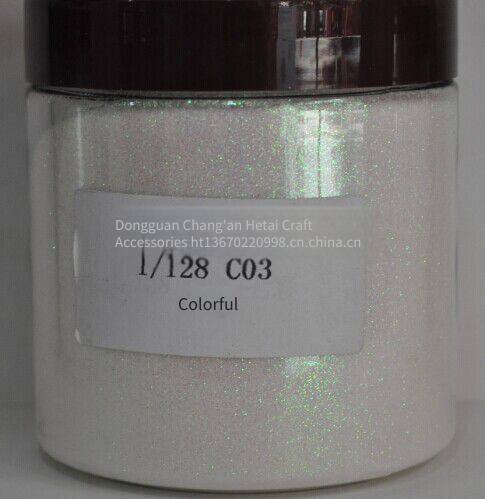 Dongguan Chang'an Hetai Craft
Accessories ht13670220998.cn.china.cn
1/128 C03
Colorful